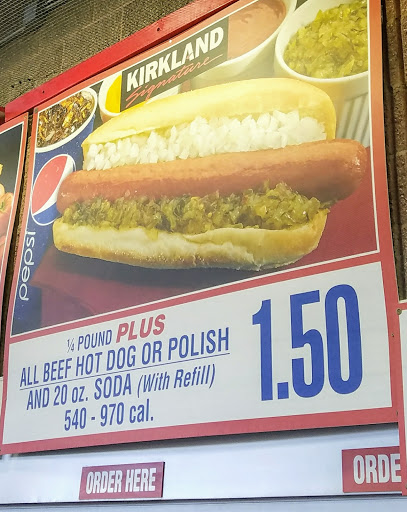 KIRKLAND
Signature
pepsi
1/4 POUND PLUS
ALL BEEF HOT DOG OR POLISH
AND 20 oz. SODA (With Refill)
540 - 970 cal.
1.50
ORDER HERE
ORDE